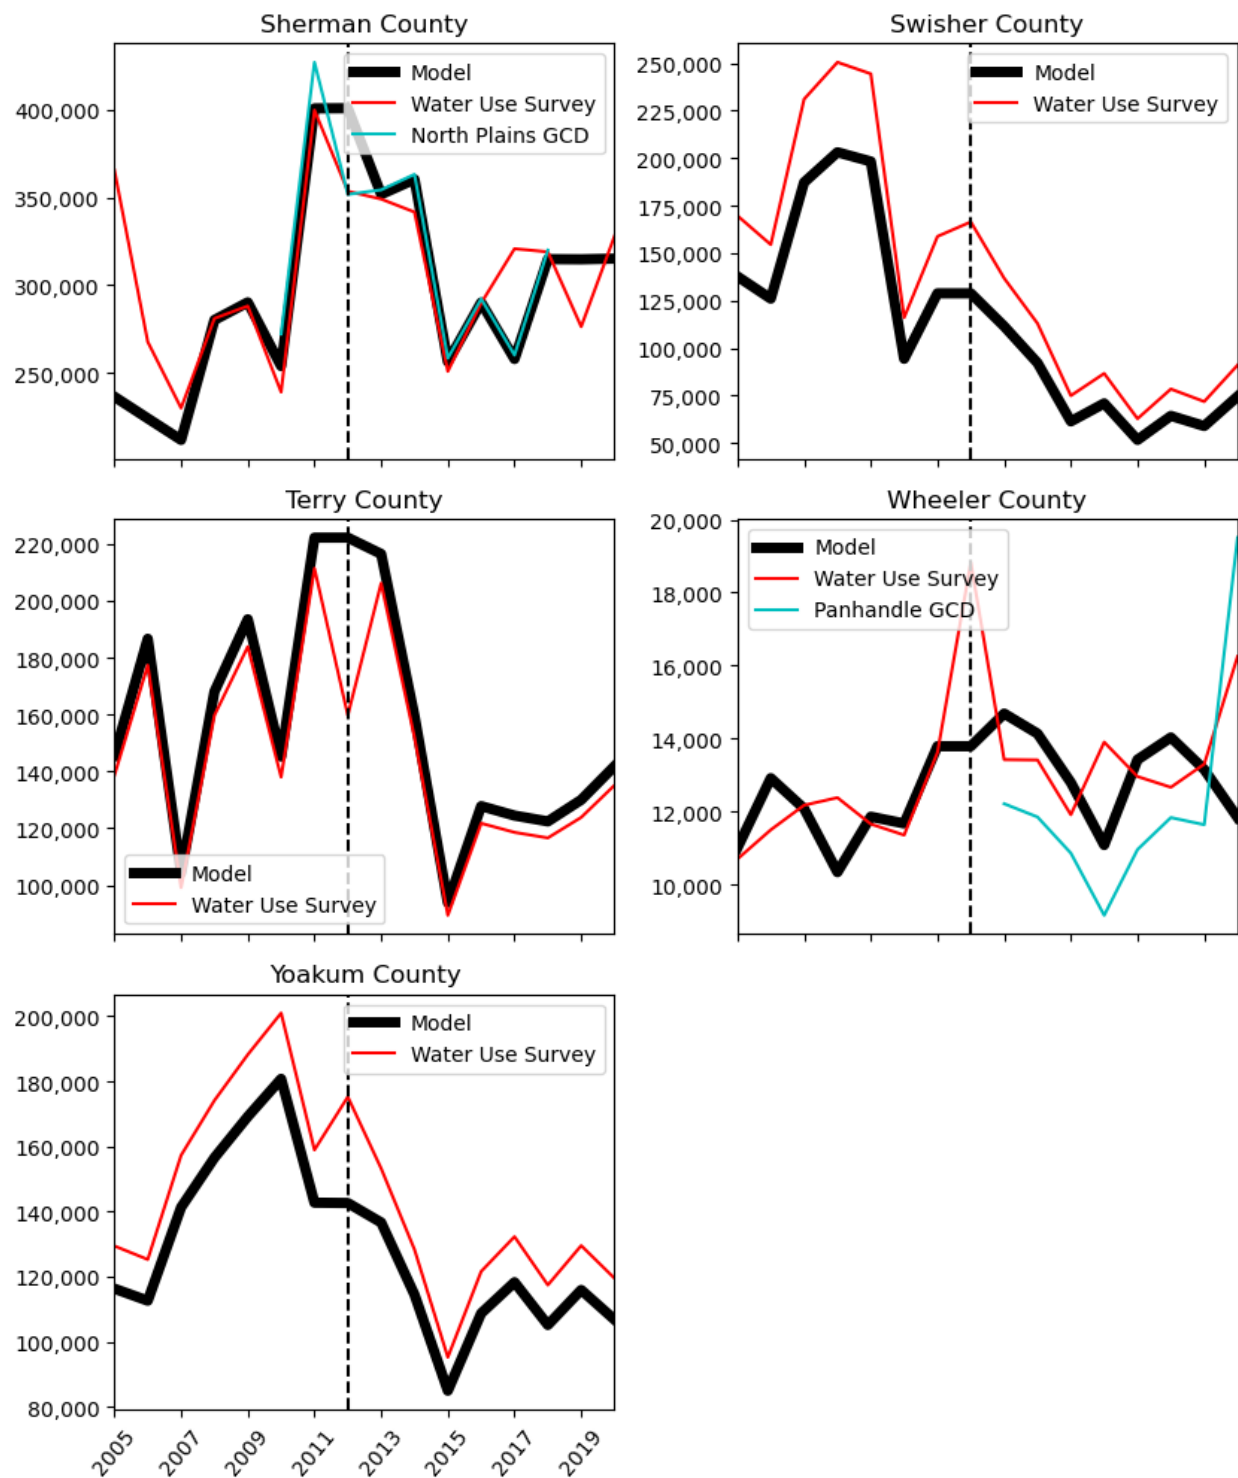 Sherman County
400,000
350,000
300,000
250,000
Model
Water Use Survey
North Plains GCD
Swisher County
250,000
225,000
200,000
175,000
150,000
125,000
100,000
75,000
50,000
Model
Water Use Survey
Terry County
220,000
200,000
180,000
160,000
140,000
120,000
100,000
Model
Water Use Survey
Wheeler County
20,000
18,000
16,000
14,000
12,000
10,000
Model
Water Use Survey
Panhandle GCD
Yoakum County
200,000
180,000
160,000
140,000
120,000
100,000
80,000
Model
Water Use Survey
2005 2007 2009 2011 2013 2015 2017 2019